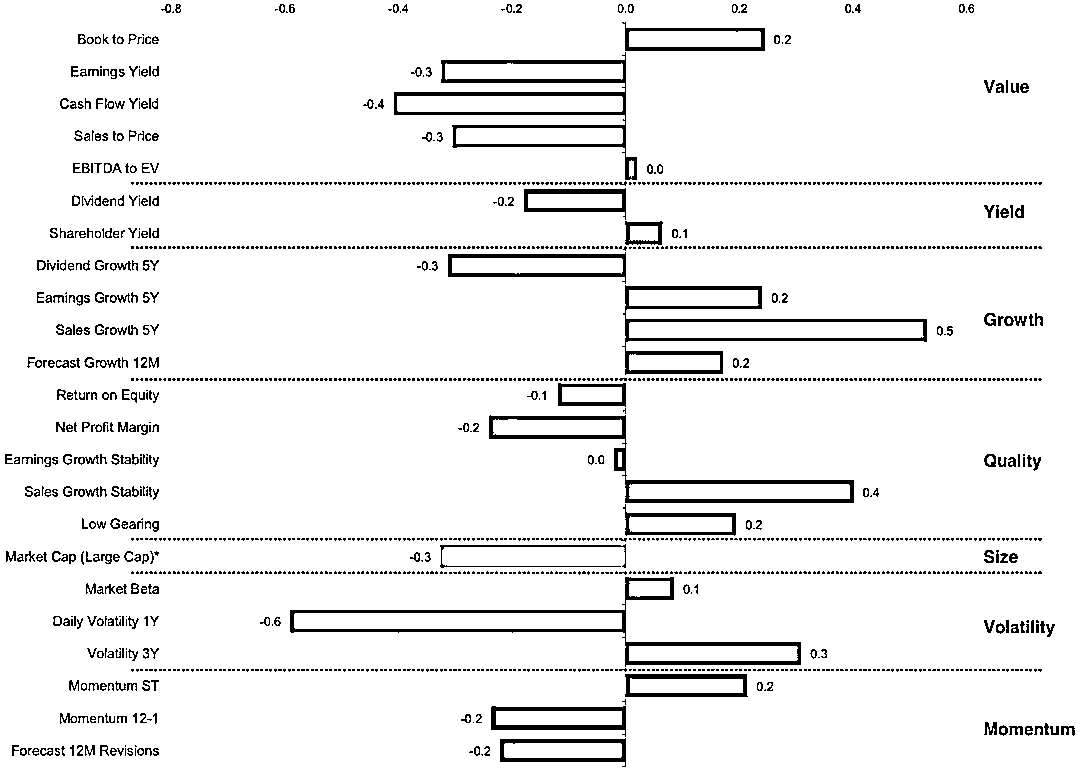 -0.8 -0.6 -0.4 -0.2 0.0 0.2 0.4 0.6
Book to Price 0.2
Earnings Yield -0.3
Value
Cash Flow Yield -0.4
Sales to Price -0.3
EBITDA to EV 0.0
Dividend Yield -0.2
Yield
Shareholder Yield 0.1
Dividend Growth 5Y -0.3
Earnings Growth 5Y 0.2
Growth
Sales Growth 5Y 0.5
Forecast Growth 12M 0.2
Return on Equity -0.1
Net Profit Margin -0.2
Earnings Growth Stability 0.0
Quality
Sales Growth Stability 0.4
Low Gearing 0.2
Market Cap (Large Cap)* -0.3 Size
Market Beta 0.1
Daily Volatility 1Y -0.6
Volatility
Volatility 3Y 0.3
Momentum ST 0.2
Momentum 12-1 -0.2
Momentum
Forecast 12M Revisions -0.2